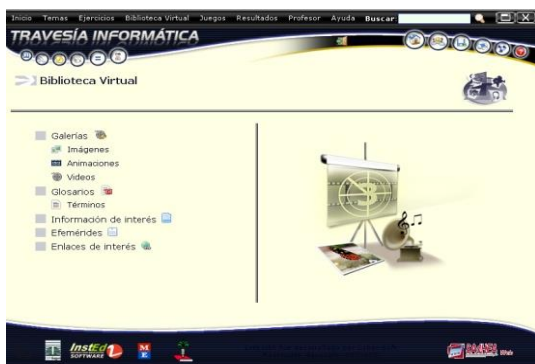 Inicio Temas Ejercicios Biblioteca Virtual Juegos Resultados Profesor Ayuda Buscar:
TRAVESÍA INFORMÁTICA
Biblioteca Virtual
Galerías
Imágenes
Animaciones
Videos
Glosarios
Términos
Información de interés
Efemérides
Enlaces de interés
InstEd
SOFTWARE